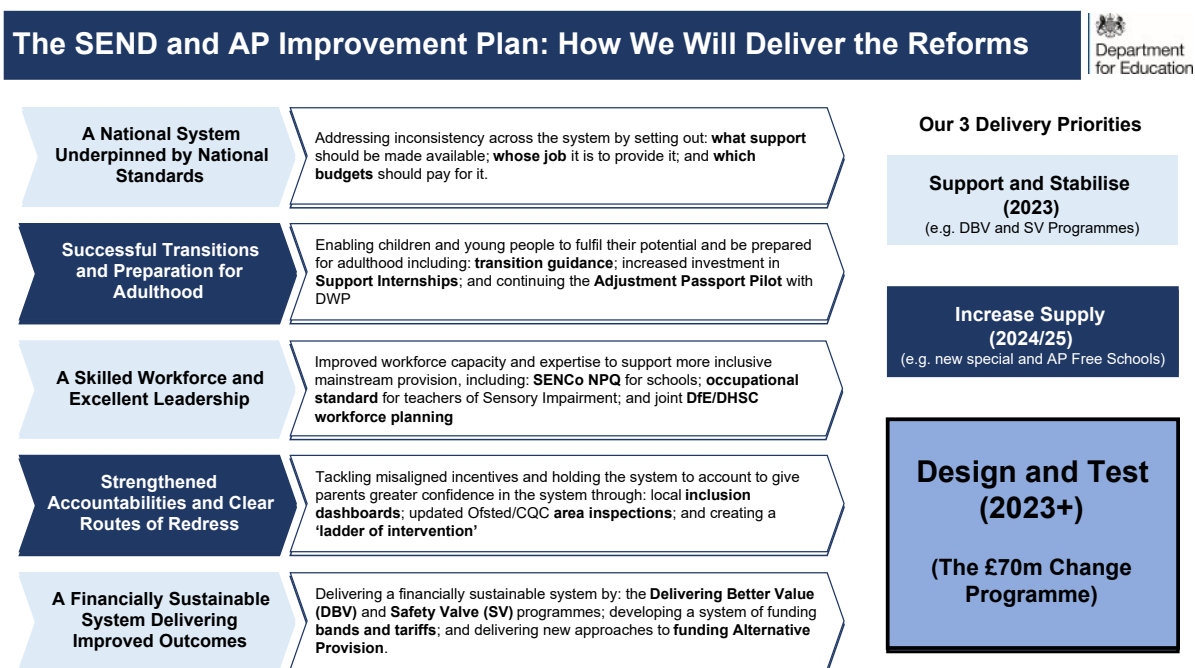 The SEND and AP Improvement Plan: How We Will Deliver the Reforms
Department
for Education
A National System
Underpinned by National
Standards
Addressing inconsistency across the system by setting out: what support
should be made available; whose job it is to provide it; and which
budgets should pay for it.
Successful Transitions
and Preparation for
Adulthood
Enabling children and young people to fulfil their potential and be prepared
for adulthood including: transition guidance; increased investment in
Support Internships; and continuing the Adjustment Passport Pilot with
DWP
A Skilled Workforce and
Excellent Leadership
Improved workforce capacity and expertise to support more inclusive
mainstream provision, including: SENCo NPQ for schools; occupational
standard for teachers of Sensory Impairment; and joint DfE/DHSC
workforce planning
Strengthened
Accountabilities and Clear
Routes of Redress
Tackling misaligned incentives and holding the system to account to give
parents greater confidence in the system through: local inclusion
dashboards; updated Ofsted/CQC area inspections; and creating a
‘ladder of intervention’
A Financially Sustainable
System Delivering
Improved Outcomes
Delivering a financially sustainable system by: the Delivering Better Value
(DBV) and Safety Valve (SV) programmes; developing a system of funding
bands and tariffs; and delivering new approaches to funding Alternative
Provision.
Our 3 Delivery Priorities
Support and Stabilise
(2023)
(e.g. DBV and SV Programmes)
Increase Supply
(2024/25)
(e.g. new special and AP Free Schools)
Design and Test
(2023+)
(The £70m Change
Programme)